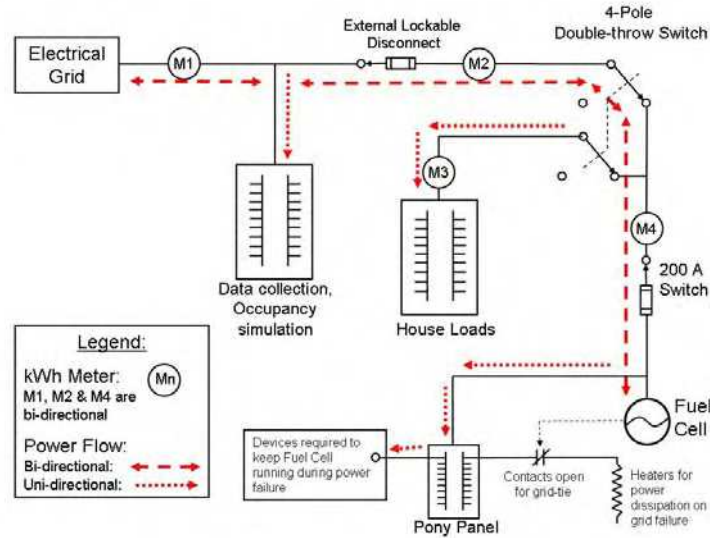 4-Pole
Double-throw Switch
External Lockable
Disconnect
Electrical
Grid
M1
M2
M3
M4
200 A
Switch
Data collection,
Occupancy
simulation
House Loads
Legend:
kWh Meter:
Mn
M1, M2 & M4 are
bi-directional
Power Flow:
Bi-directional:
Uni-directional:
Fuel
Cell
Devices required to
keep Fuel Cell
running during power
failure
Contacts open
for grid-tie
Heaters for
power
dissipation on
grid failure
Pony Panel